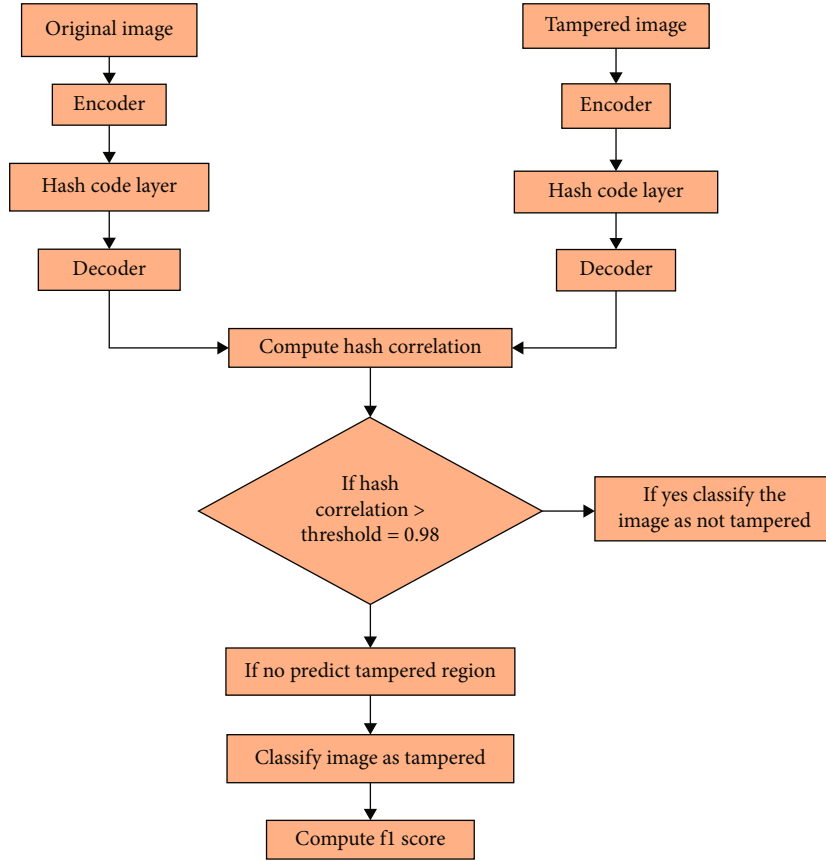 Original image
Tampered image
Encoder
Encoder
Hash code layer
Hash code layer
Decoder
Decoder
Compute hash correlation
If hash
correlation >
threshold = 0.98
If yes classify the
image as not tampered
If no predict tampered region
Classify image as tampered
Compute f1 score